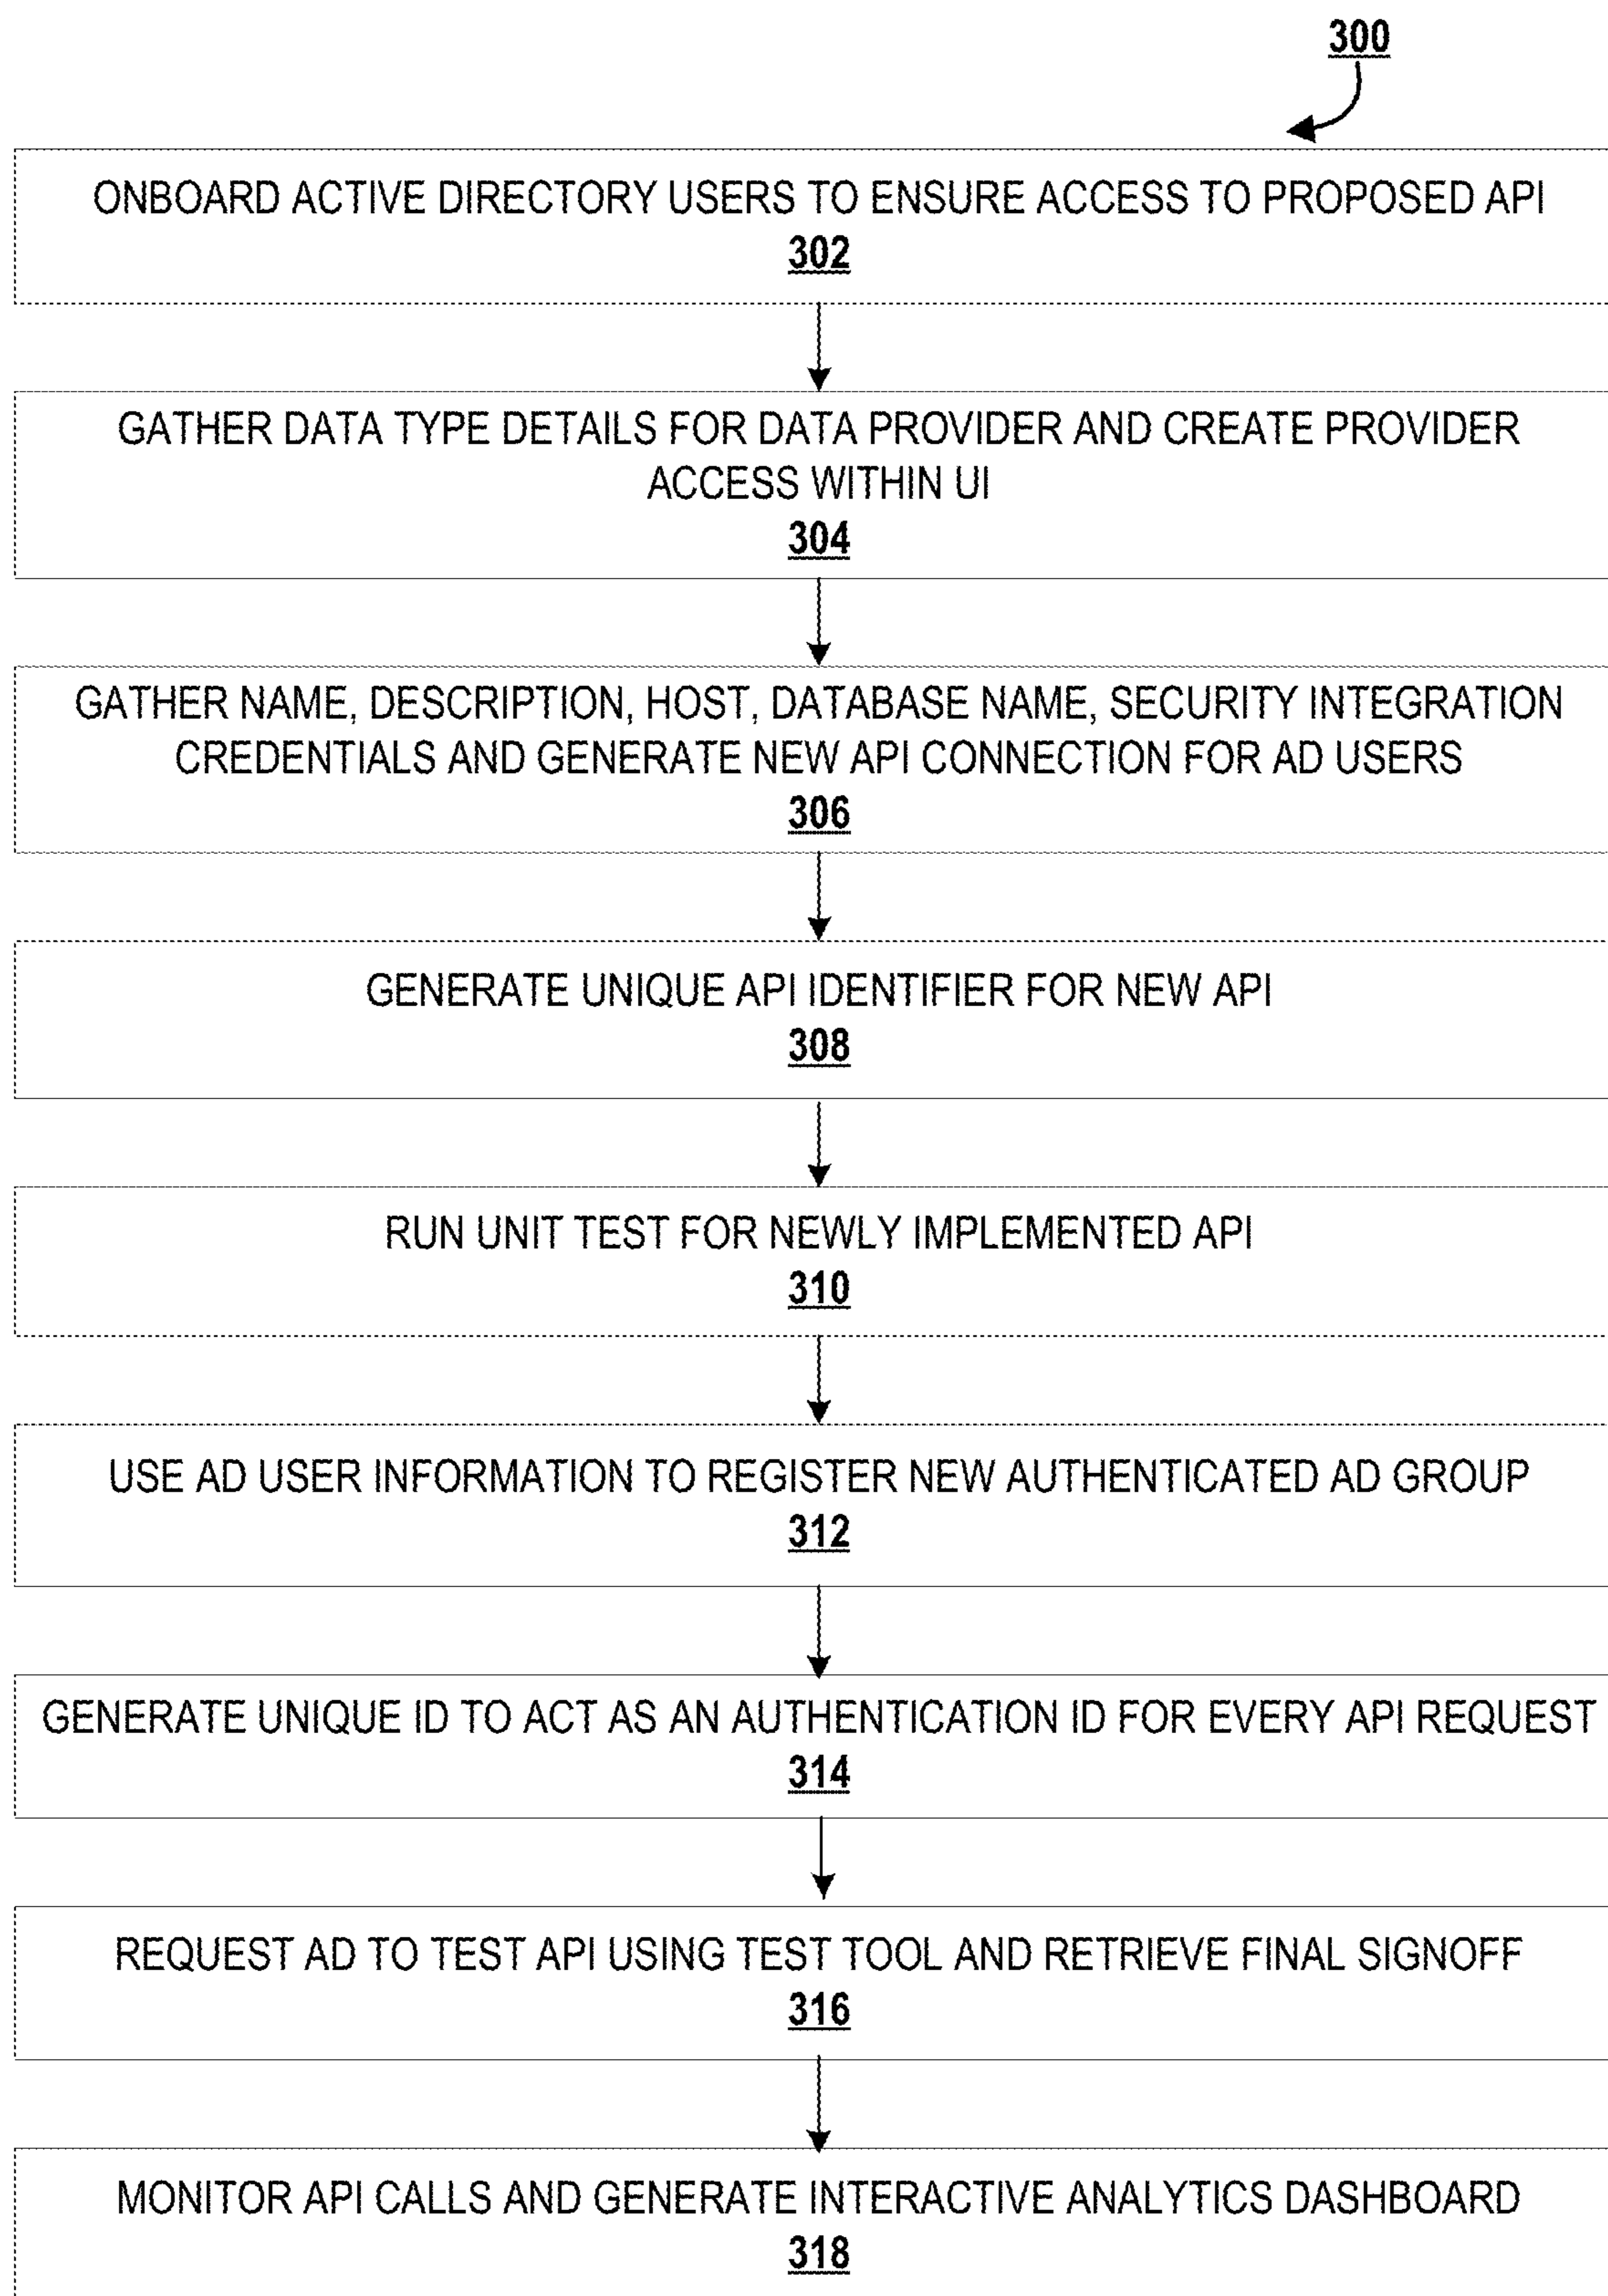 300
ONBOARD ACTIVE DIRECTORY USERS TO ENSURE ACCESS TO PROPOSED API
302
GATHER DATA TYPE DETAILS FOR DATA PROVIDER AND CREATE PROVIDER
ACCESS WITHIN UI
304
GATHER NAME, DESCRIPTION, HOST, DATABASE NAME, SECURITY INTEGRATION
CREDENTIALS AND GENERATE NEW API CONNECTION FOR AD USERS
306
GENERATE UNIQUE API IDENTIFIER FOR NEW API
308
RUN UNIT TEST FOR NEWLY IMPLEMENTED API
310
USE AD USER INFORMATION TO REGISTER NEW AUTHENTICATED AD GROUP
312
GENERATE UNIQUE ID TO ACT AS AN AUTHENTICATION ID FOR EVERY API REQUEST
314
REQUEST AD TO TEST API USING TEST TOOL AND RETRIEVE FINAL SIGNOFF
316
MONITOR API CALLS AND GENERATE INTERACTIVE ANALYTICS DASHBOARD
318